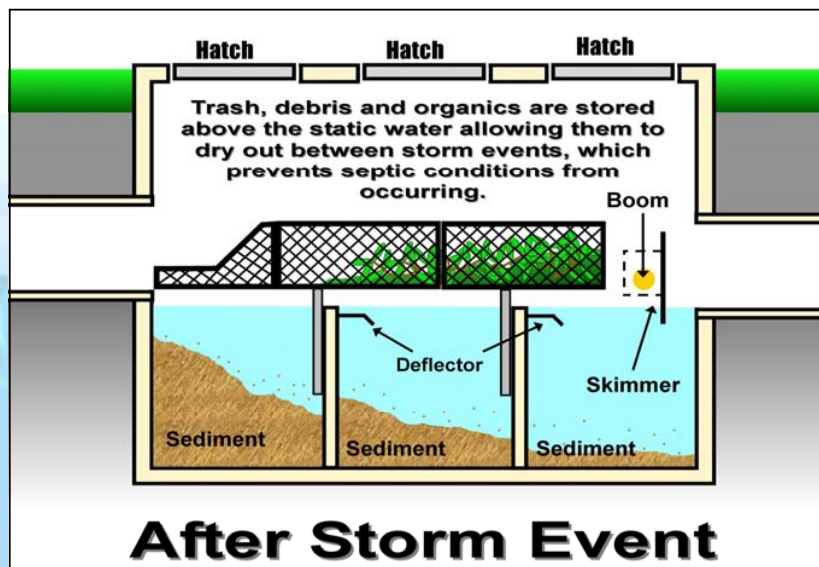 Hatch Hatch Hatch
Trash, debris and organics are stored
above the static water allowing them to
dry out between storm events, which
prevents septic conditions from
occurring.
Boom
Deflector
Skimmer
Sediment Sediment Sediment
After Storm Event